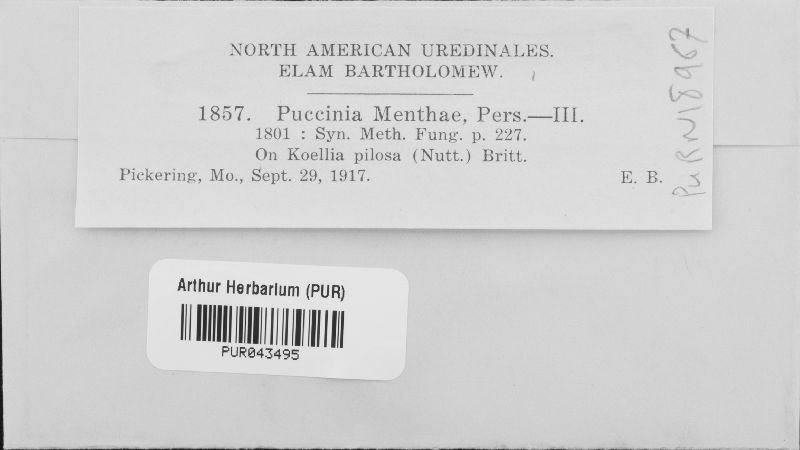 NORTH AMERICAN UREDINALES.
ELAM BARTHOLOMEW.
1857. Puccinia Menthae, Pers.—III.
1801 : Syn. Meth. Fung. p. 227.
On Koellia pilosa (Nutt.) Britt.
Pickering, Mo., Sept. 29, 1917. E. B.
PUR N18967
Arthur Herbarium (PUR)
PUR043495